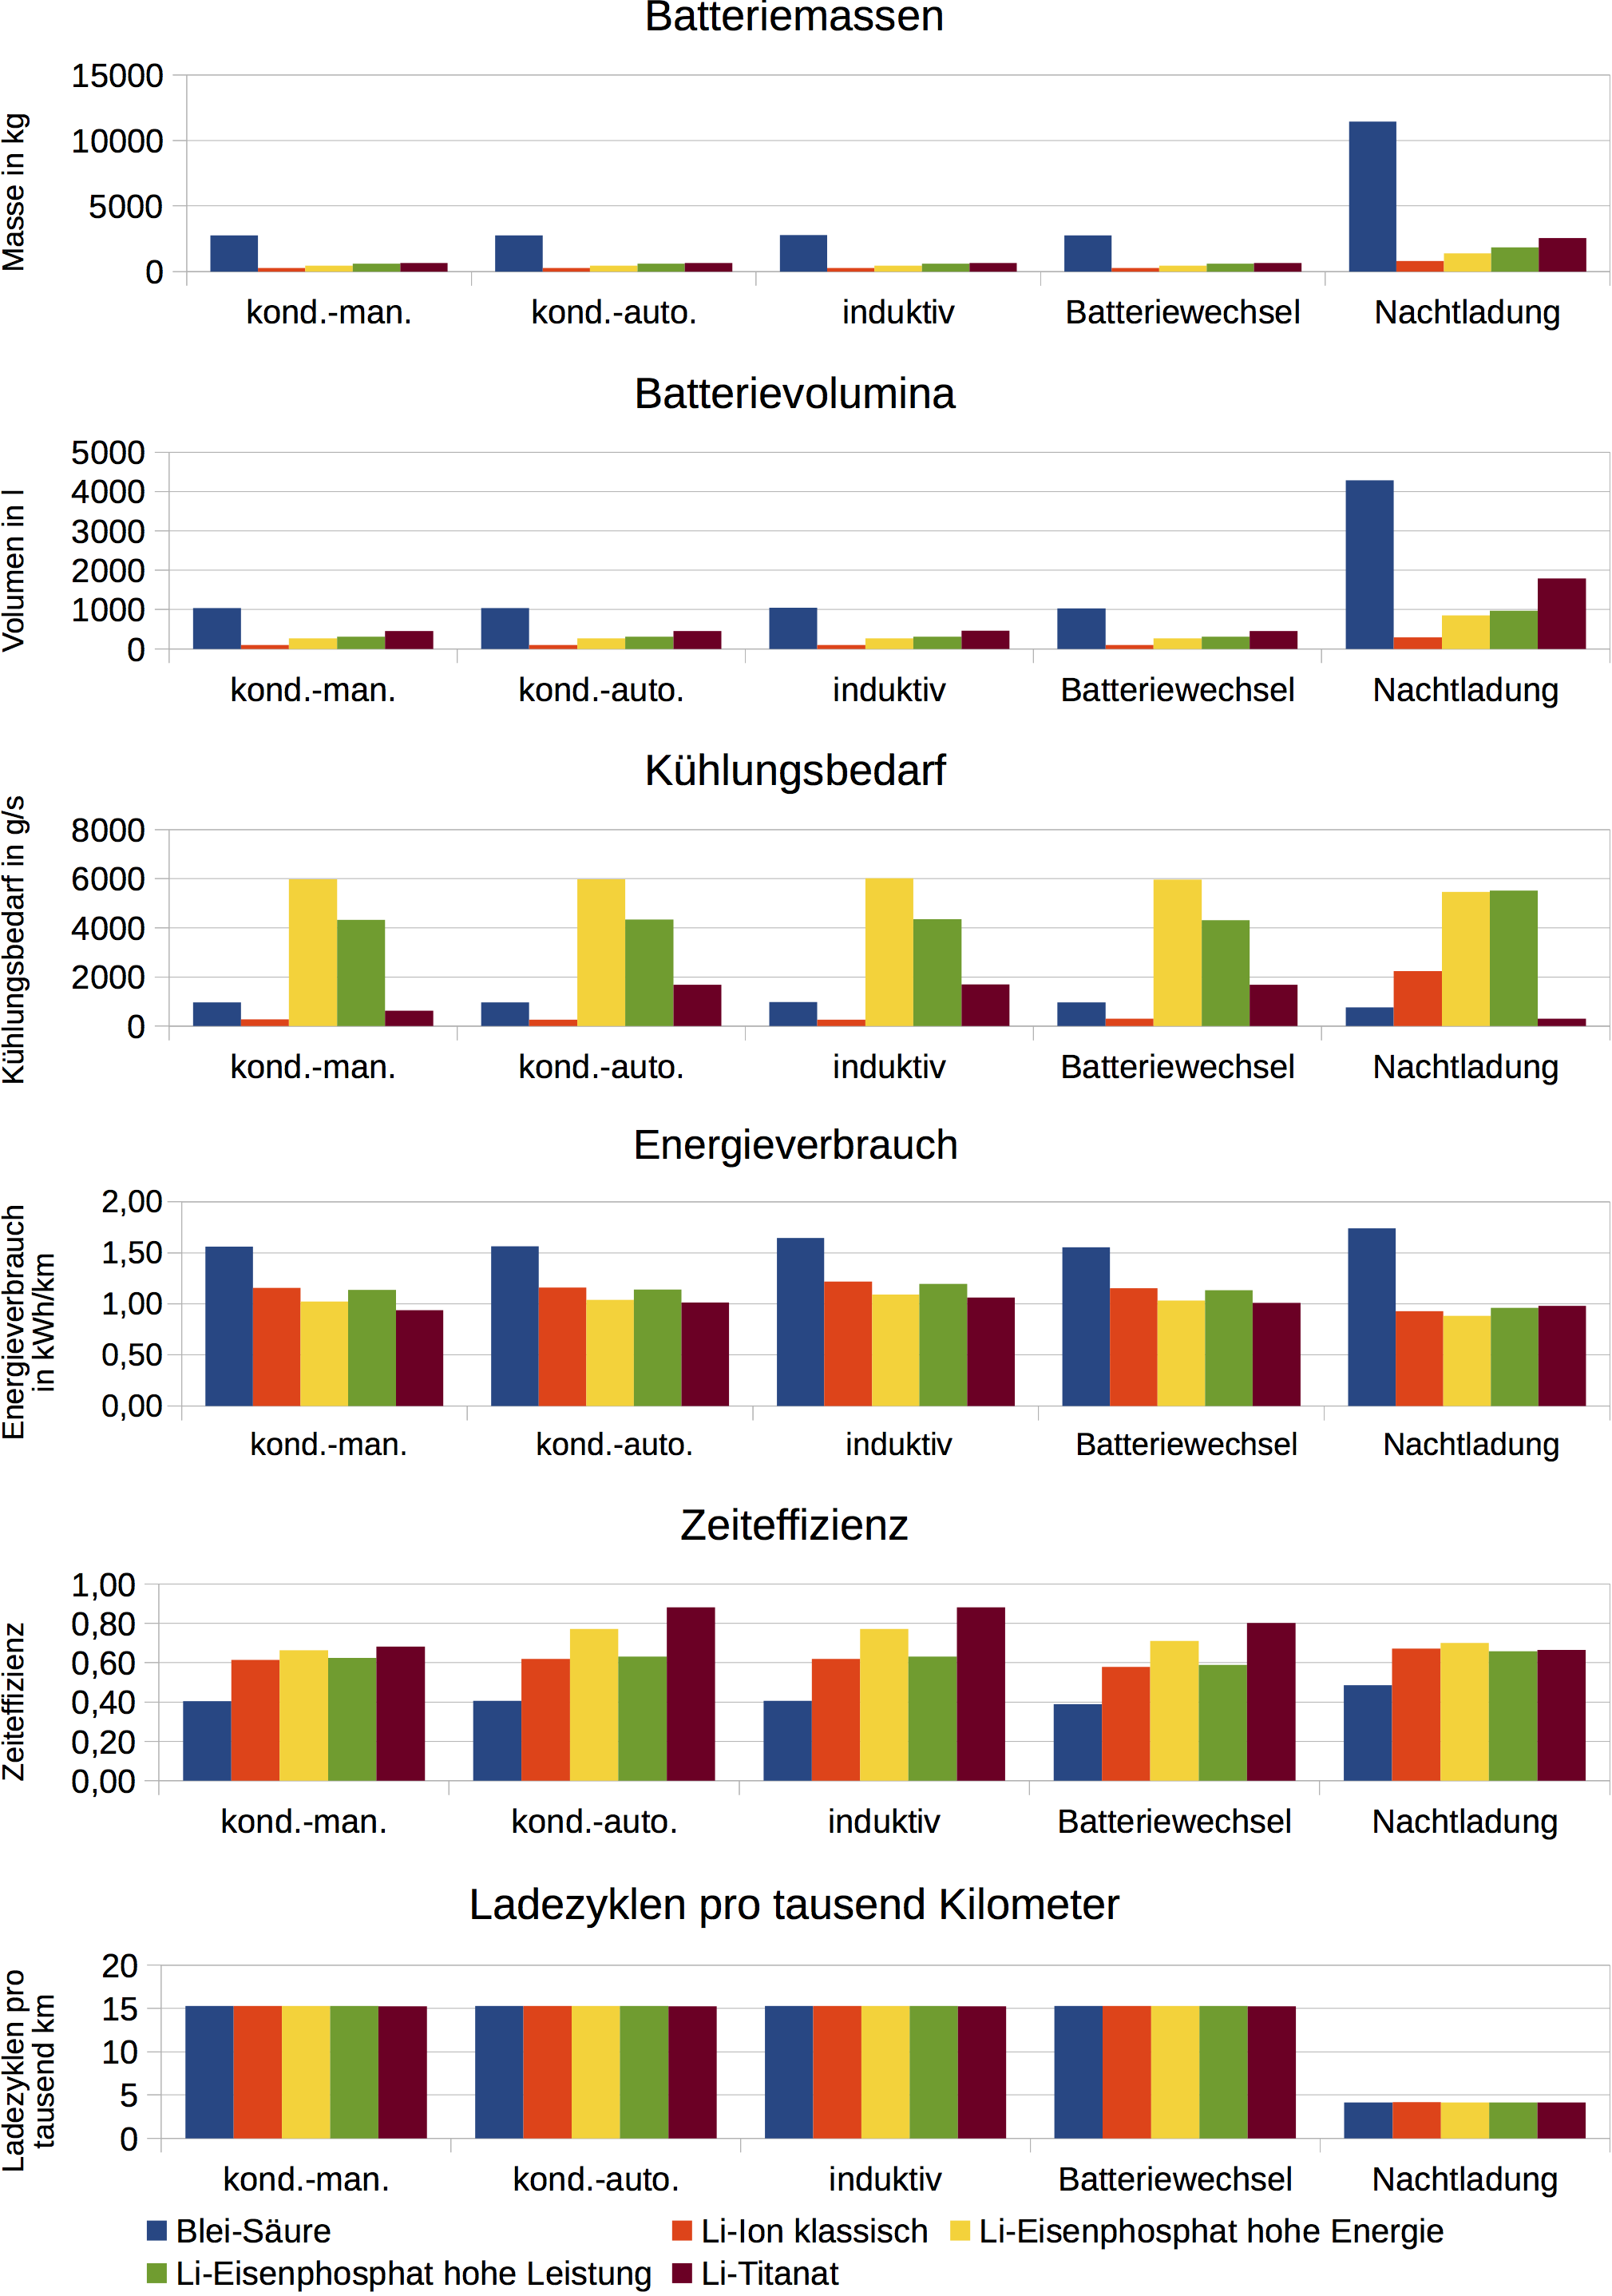 Batteriemassen
Masse in kg
15000
10000
5000
0
kond.-man. kond.-auto. induktiv Batteriewechsel Nachtladung
Batterievolumina
Volumen in l
5000
4000
3000
2000
1000
0
kond.-man. kond.-auto. induktiv Batteriewechsel Nachtladung
Kühlungsbedarf
Kühlungsbedarf in g/s
8000
6000
4000
2000
0
kond.-man. kond.-auto. induktiv Batteriewechsel Nachtladung
Energieverbrauch
Energieverbrauch
in kWh/km
2,00
1,50
1,00
0,50
0,00
kond.-man. kond.-auto. induktiv Batteriewechsel Nachtladung
Zeiteffizienz
Zeiteffizienz
1,00
0,80
0,60
0,40
0,20
0,00
kond.-man. kond.-auto. induktiv Batteriewechsel Nachtladung
Ladezyklen pro tausend Kilometer
Ladezyklen pro
tausend km
20
15
10
5
0
kond.-man. kond.-auto. induktiv Batteriewechsel Nachtladung
Blei-Säure Li-Ion klassisch Li-Eisenphosphat hohe Energie
Li-Eisenphosphat hohe Leistung Li-Titanat